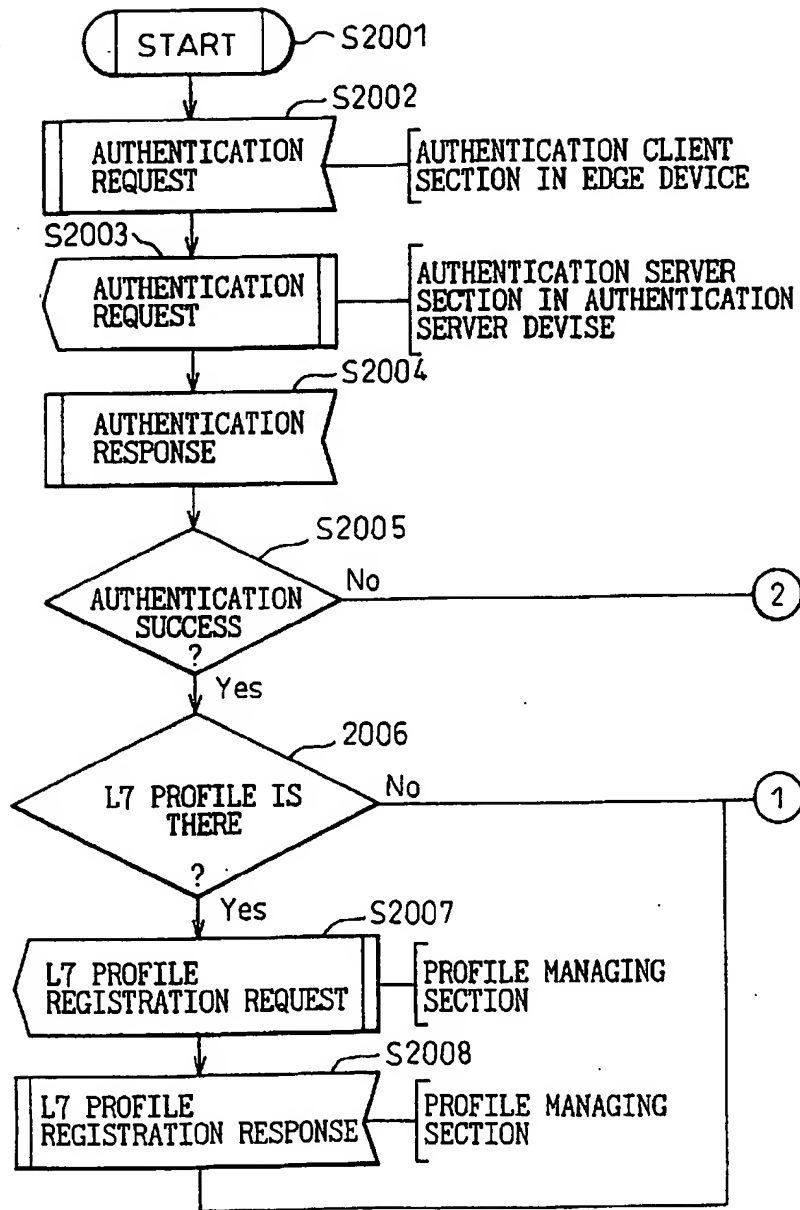 START
S2001
S2002
AUTHENTICATION
REQUEST
AUTHENTICATION CLIENT
SECTION IN EDGE DEVICE
S2003
AUTHENTICATION
REQUEST
AUTHENTICATION SERVER
SECTION IN AUTHENTICATION
SERVER DEVISE
S2004
AUTHENTICATION
RESPONSE
S2005
AUTHENTICATION
SUCCESS
?
No
2
Yes
2006
L7 PROFILE IS
THERE
?
No
1
Yes
S2007
L7 PROFILE
REGISTRATION REQUEST
PROFILE MANAGING
SECTION
S2008
L7 PROFILE
REGISTRATION RESPONSE
PROFILE MANAGING
SECTION